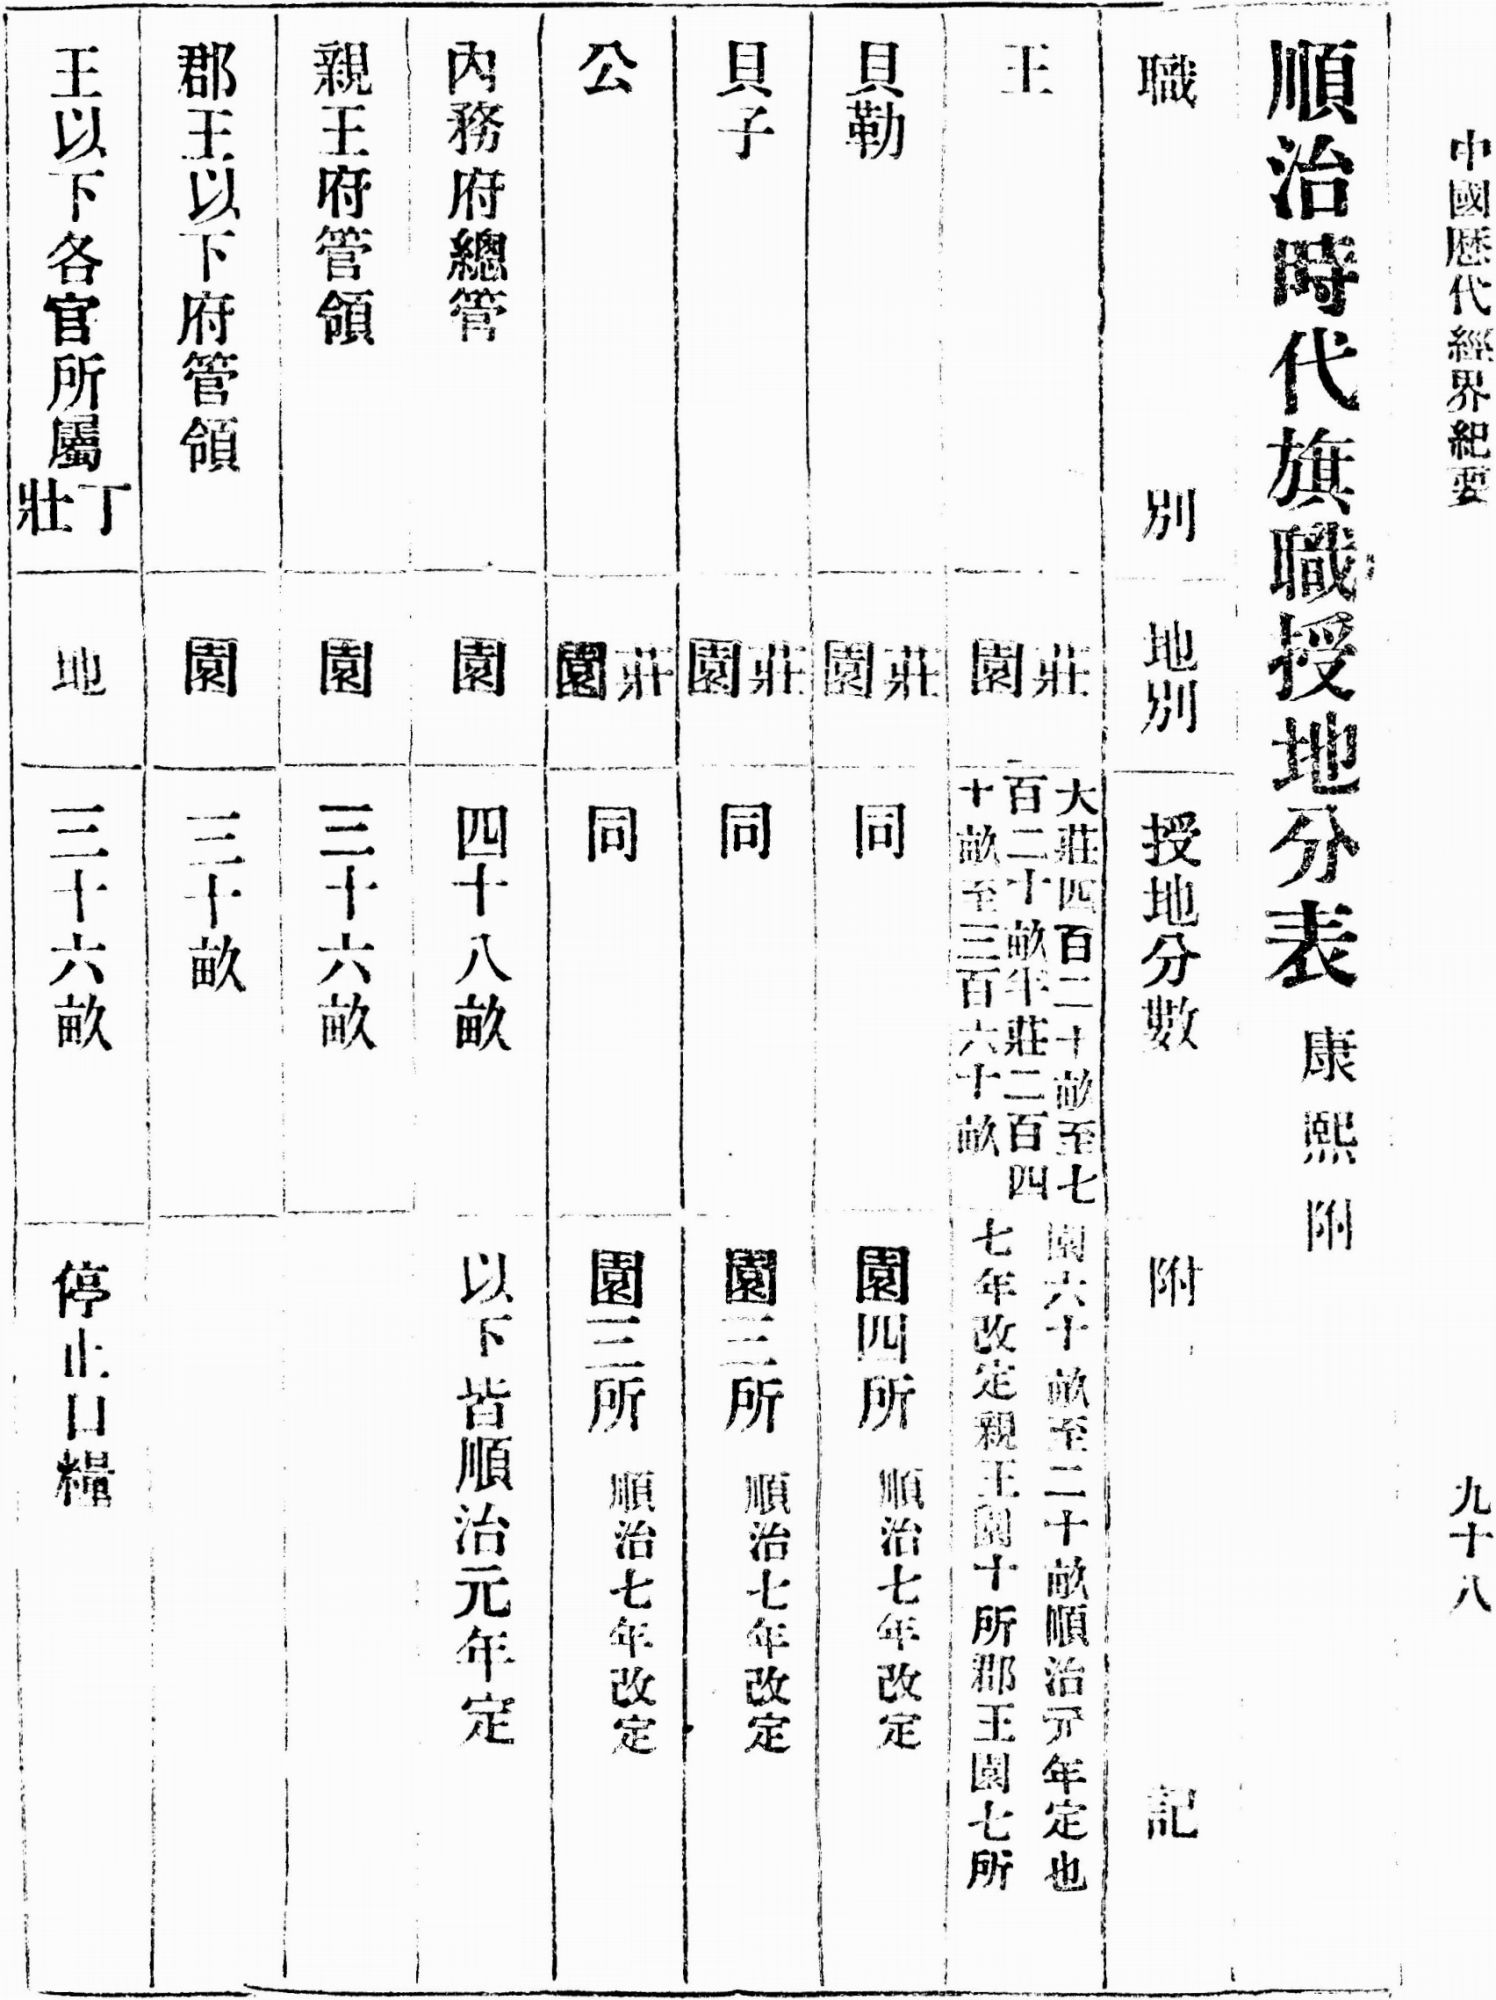 中國歷代經界紀要
九十八
順治時代旗職授地分表 康熙附
職別 地別 授地分數 附記
王 莊園 大莊四百二十畝至七百二十畝半莊二百四十畝至三百六十畝 園六十畝至二十畝順治元年定也七年改定親王園十所郡王園七所
貝勒 莊園 同 園四所 順治七年改定
貝子 莊園 同 園三所 順治七年改定
公 莊園 同 園三所 順治七年改定
內務府總管 園 四十八畝 以下皆順治元年定
親王府管領 園 三十六畝
郡王以下府管領 園 三十畝
王以下各官所屬壯丁 地 三十六畝 停止口糧